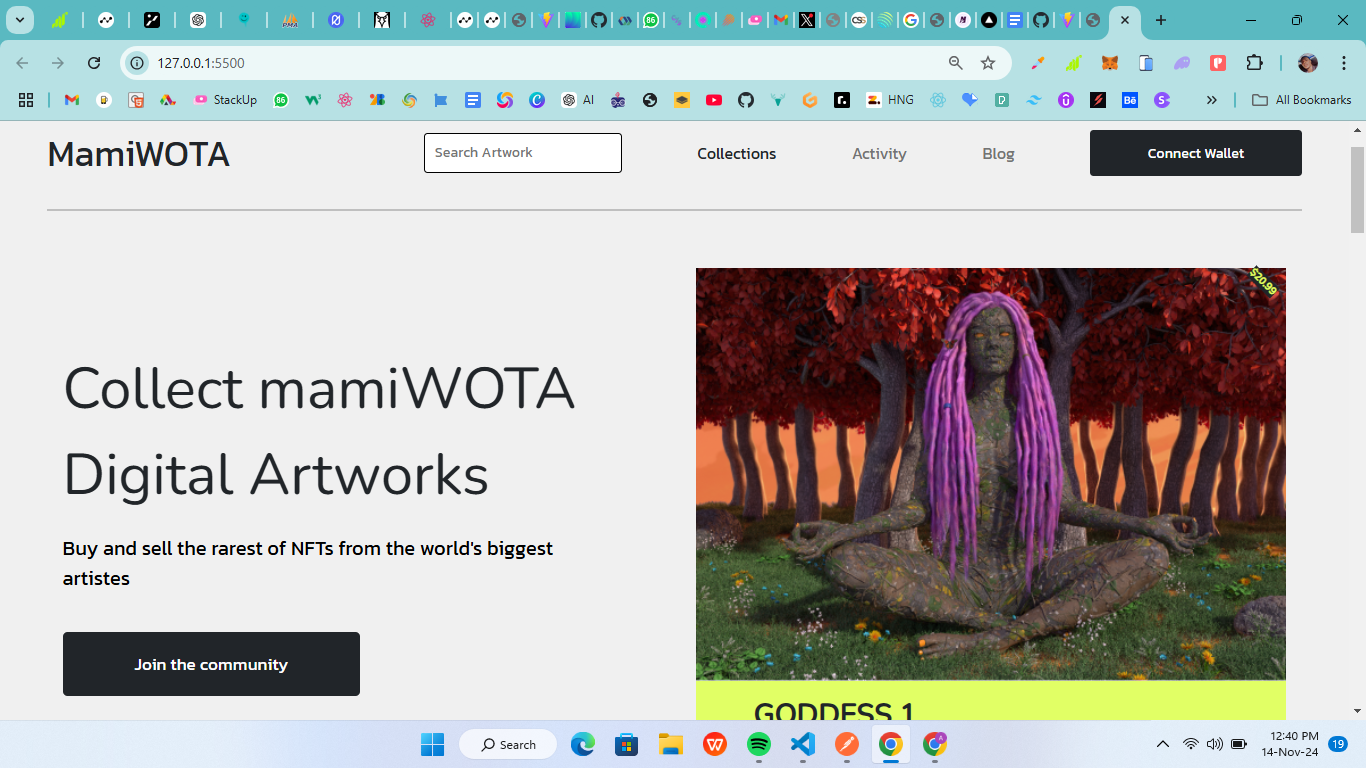 127.0.0.1:5500
StackUp
AI
HNG
All Bookmarks
MamiWOTA
Search Artwork
Collections
Activity
Blog
Connect Wallet
$20.99
Collect mamiWOTA
Digital Artworks
Buy and sell the rarest of NFTs from the world's biggest
artistes
Join the community
GODDESS 1
Search
12:40 PM
14-Nov-24
19